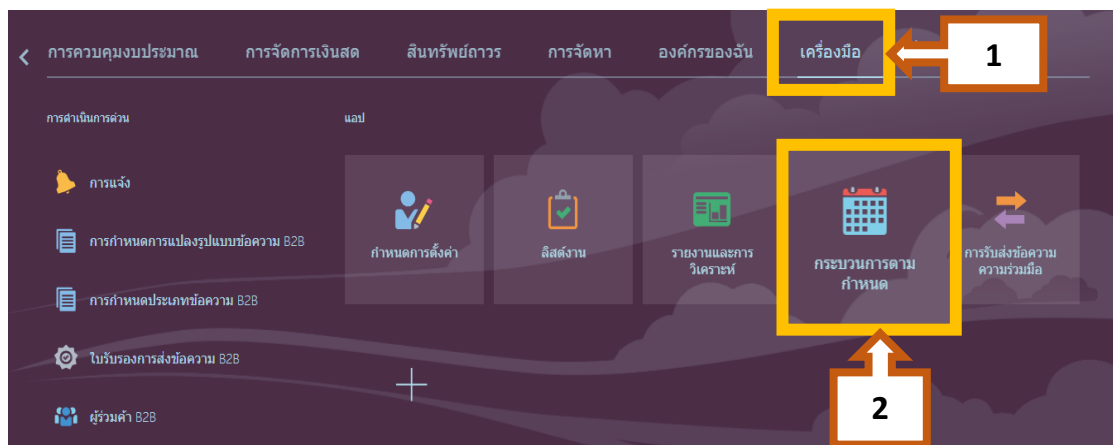 การควบคุมงบประมาณ การจัดการเงินสด สินทรัพย์ถาวร การจัดหา องค์กรของฉัน เครื่องมือ
1
การดำเนินการด่วน
แอป
การแจ้ง
การกำหนดการแปลงรูปแบบข้อความ B2B
การกำหนดประเภทข้อความ B2B
ใบรับรองการส่งข้อความ B2B
ผู้ร่วมค้า B2B
กำหนดการตั้งค่า
ลิสต์งาน
รายงานและการ
วิเคราะห์
กระบวนการตาม
กำหนด
การรับส่งข้อความ
ความร่วมมือ
2